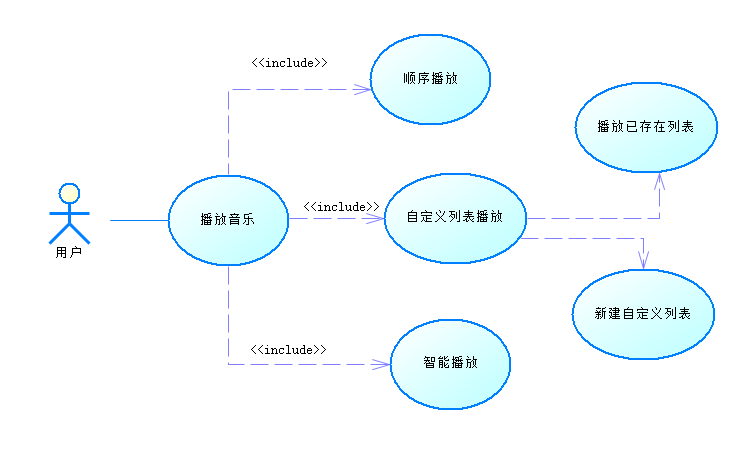 <<include>>
顺序播放
播放已存在列表
用户
播放音乐
<<include>>
自定义列表播放
新建自定义列表
<<include>>
智能播放